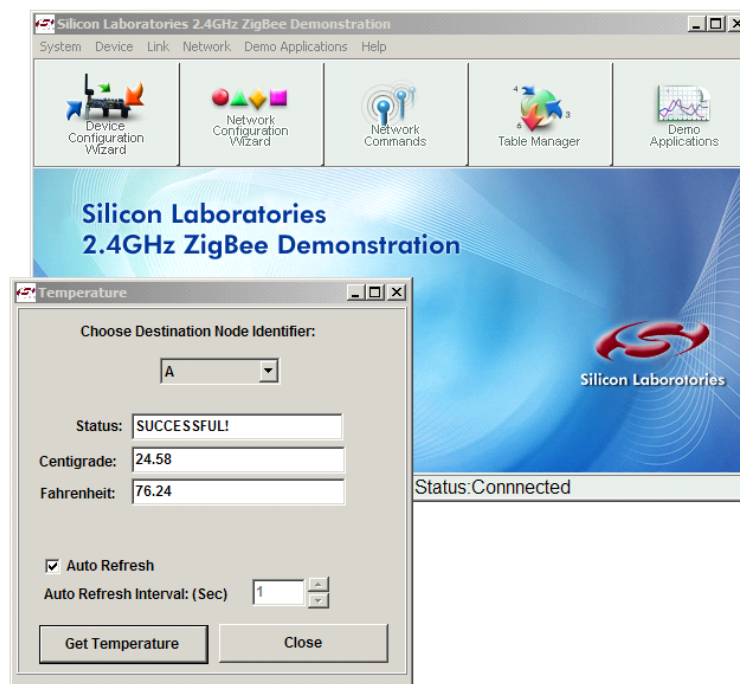 Silicon Laboratories 2.4GHz ZigBee Demonstration
System Device Link Network Demo Applications Help
Device
Configuration
Wizard
Network
Configuration
Wizard
Network
Commands
4
3
6
Table Manager
Demo
Applications
Silicon Laboratories
2.4GHz ZigBee Demonstration
Silicon Laborotories
Status:Connnected
Temperature
Choose Destination Node Identifier:
A
Status: SUCCESSFUL!
Centigrade: 24.58
Fahrenheit: 76.24
Auto Refresh
Auto Refresh Interval: (Sec) 1
Get Temperature Close